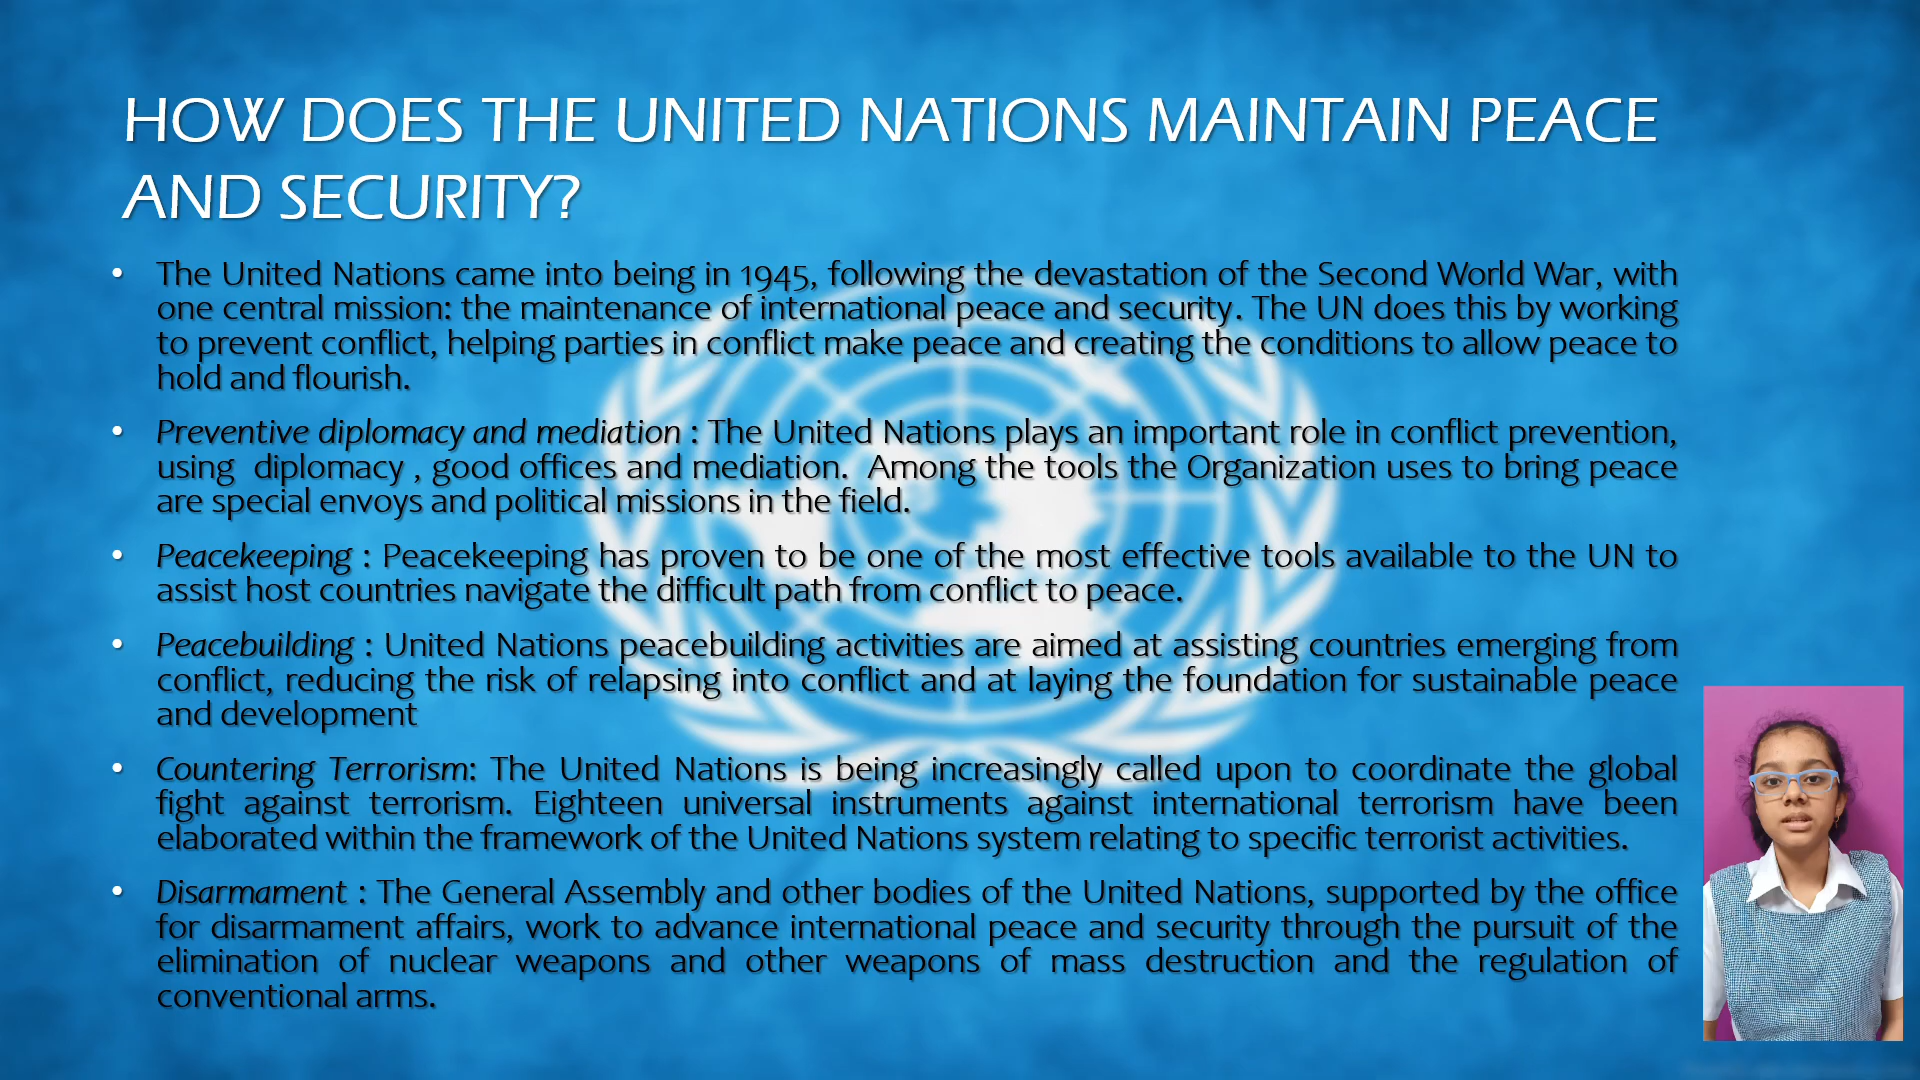 HOW DOES THE UNITED NATIONS MAINTAIN PEACE
AND SECURITY?
• The United Nations came into being in 1945, following the devastation of the Second World War, with
one central mission: the maintenance of international peace and security. The UN does this by working
to prevent conflict, helping parties in conflict make peace and creating the conditions to allow peace to
hold and flourish.
• Preventive diplomacy and mediation : The United Nations plays an important role in conflict prevention,
using diplomacy , good offices and mediation. Among the tools the Organization uses to bring peace
are special envoys and political missions in the field.
• Peacekeeping : Peacekeeping has proven to be one of the most effective tools available to the UN to
assist host countries navigate the difficult path from conflict to peace.
• Peacebuilding : United Nations peacebuilding activities are aimed at assisting countries emerging from
conflict, reducing the risk of relapsing into conflict and at laying the foundation for sustainable peace
and development
• Countering Terrorism: The United Nations is being increasingly called upon to coordinate the global
fight against terrorism. Eighteen universal instruments against international terrorism have been
elaborated within the framework of the United Nations system relating to specific terrorist activities.
• Disarmament : The General Assembly and other bodies of the United Nations, supported by the office
for disarmament affairs, work to advance international peace and security through the pursuit of the
elimination of nuclear weapons and other weapons of mass destruction and the regulation of
conventional arms.